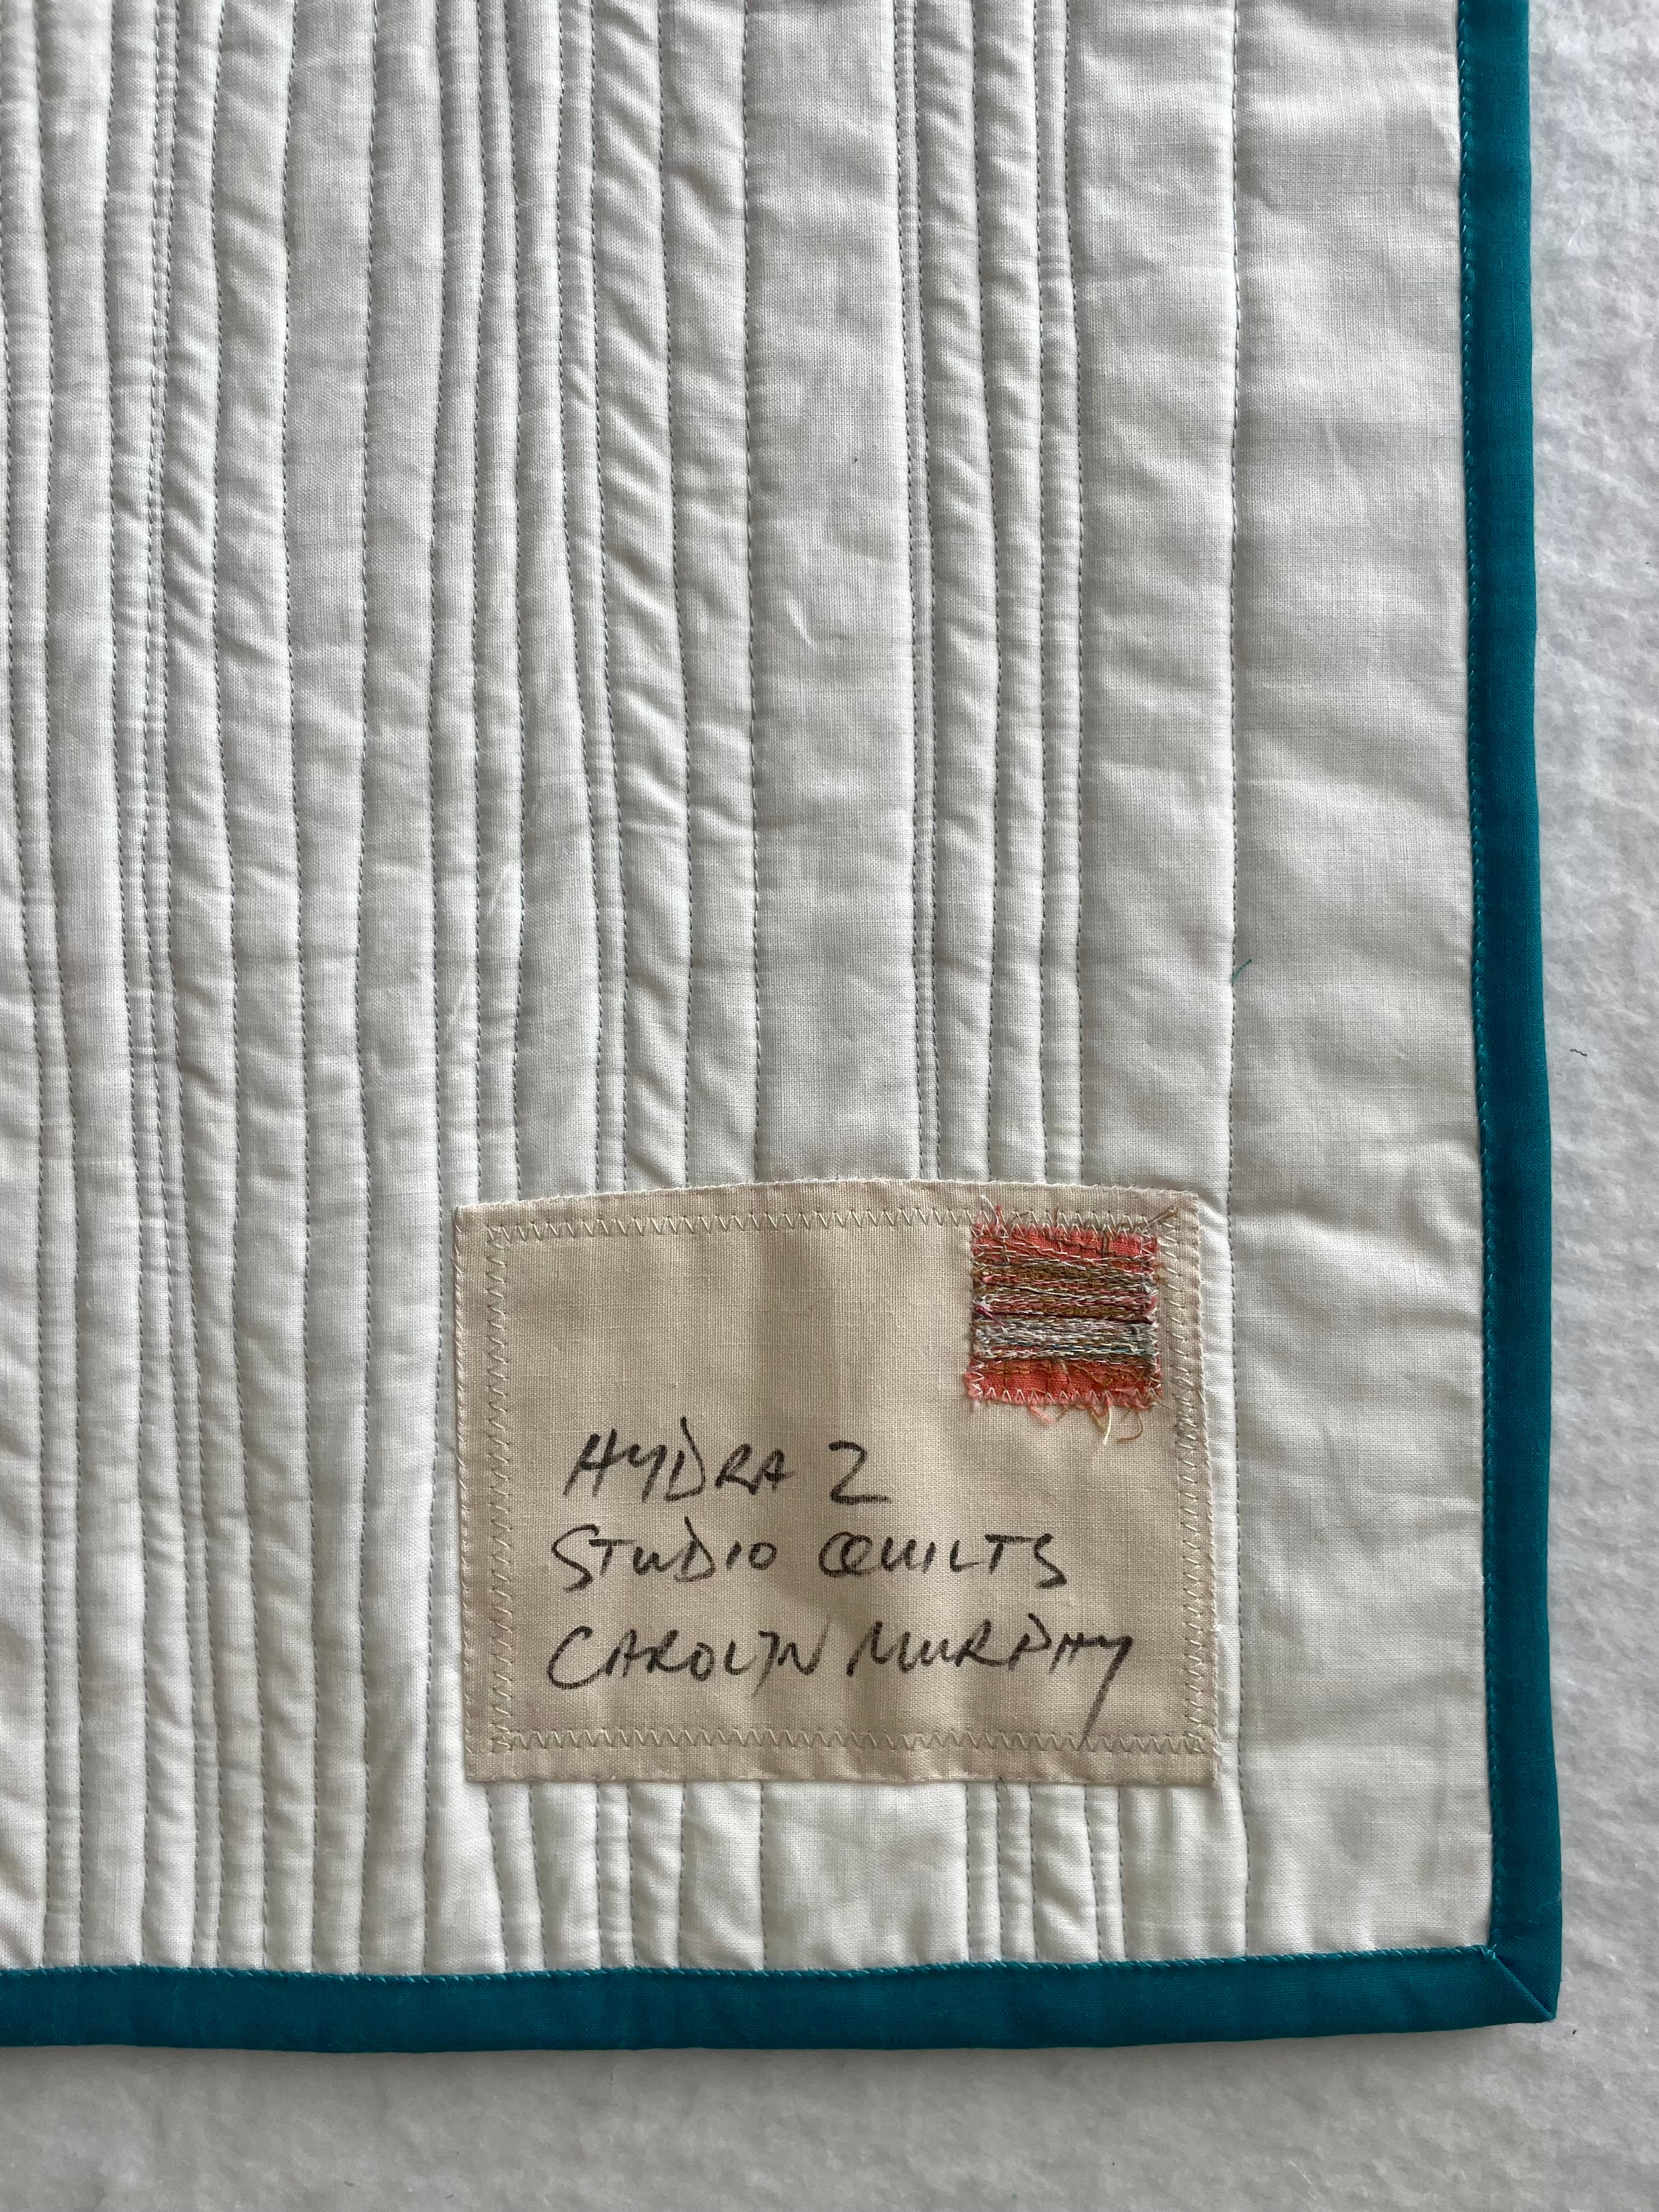 HYDRA 2
STUDIO QUILTS
CAROLYN MURPHY